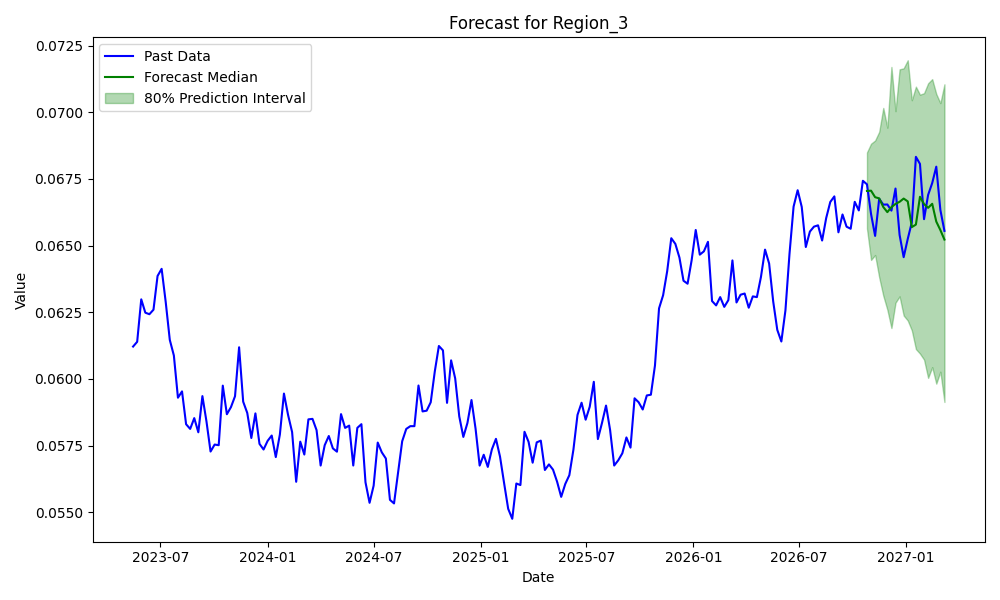 Forecast for Region_3
Past Data
Forecast Median
80% Prediction Interval
0.0725
0.0700
0.0675
0.0650
0.0625
0.0600
0.0575
0.0550
Value
2023-07
2024-01
2024-07
2025-01
2025-07
2026-01
2026-07
2027-01
Date